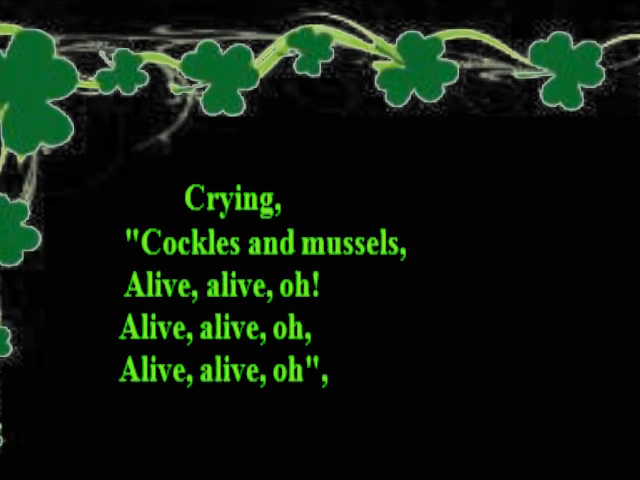 Crying,
"Cockles and mussels,
Alive, alive, oh!
Alive, alive, oh,
Alive, alive, oh",